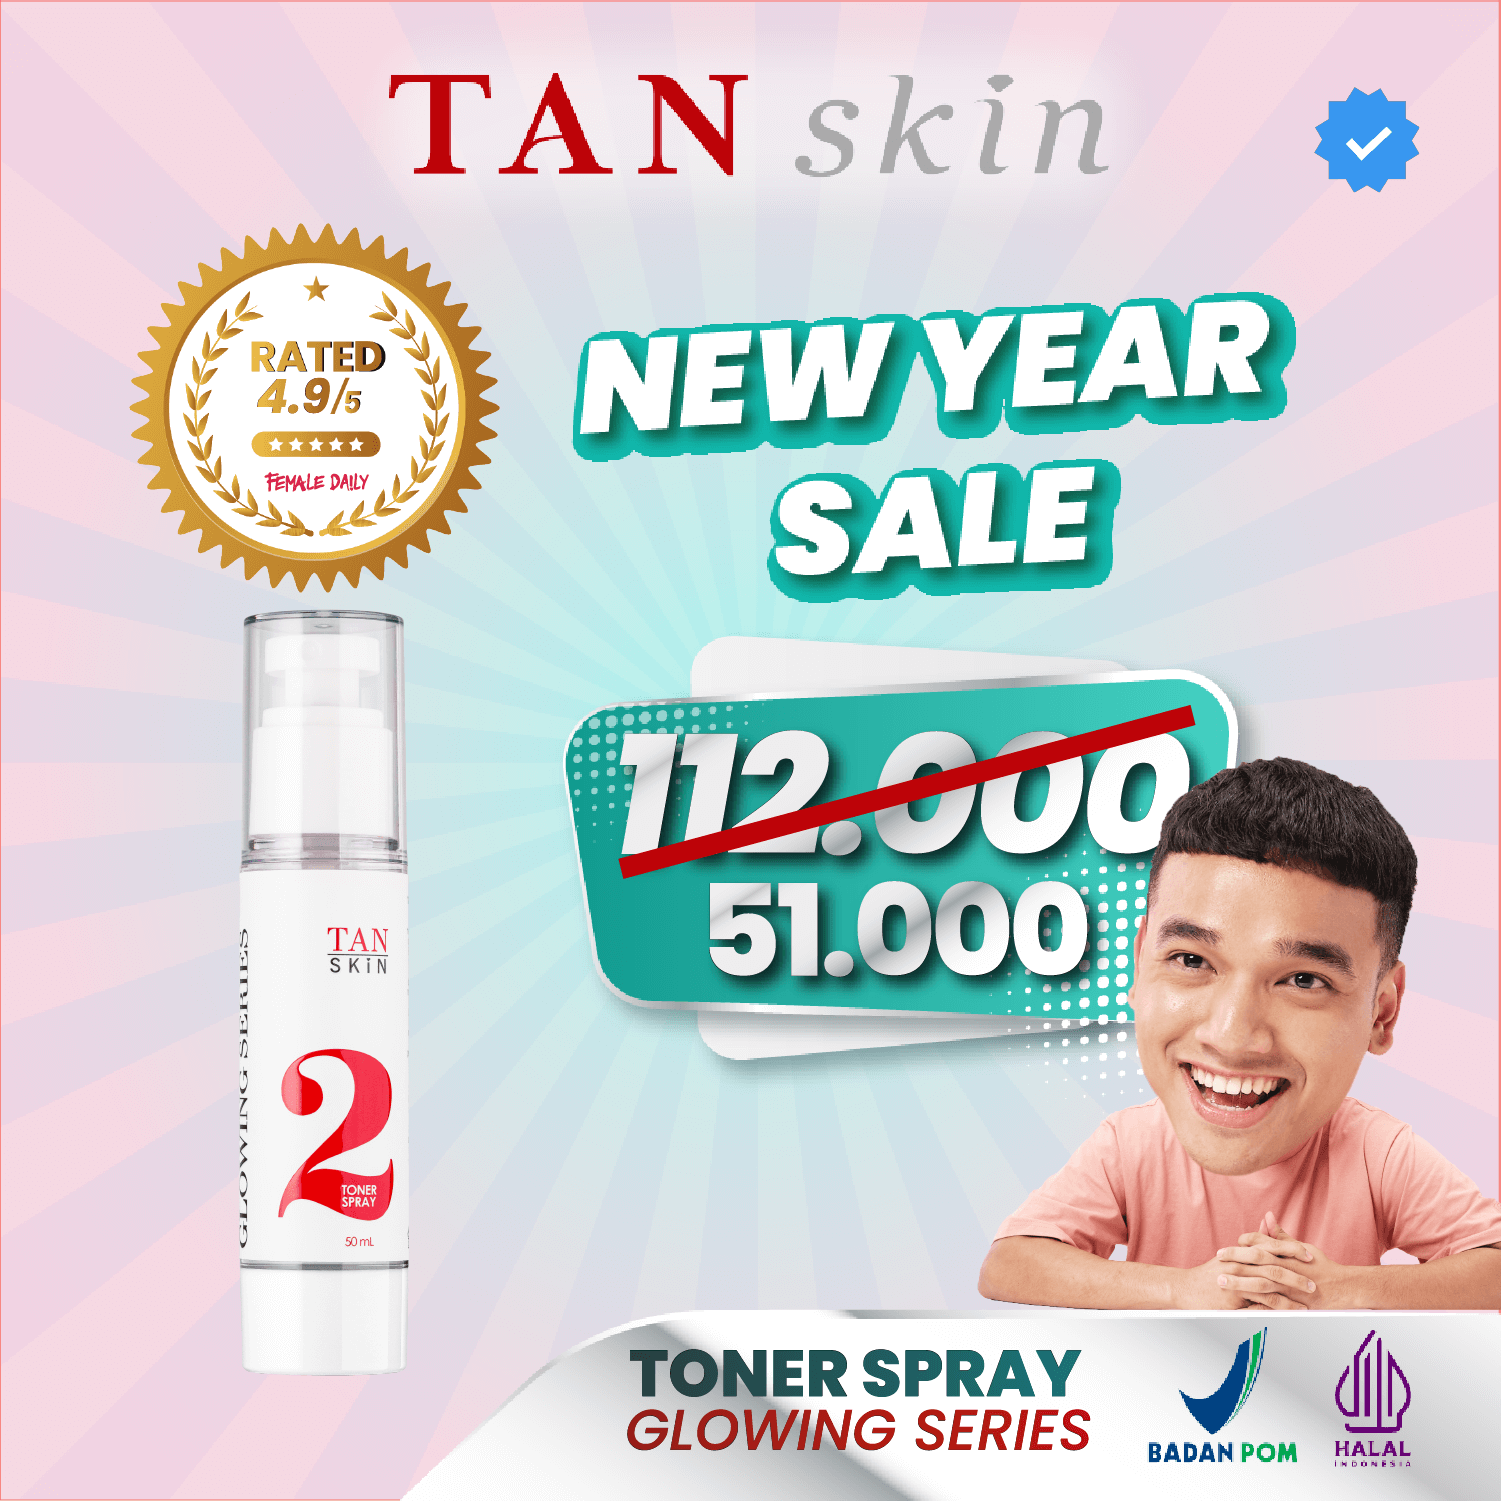 TAN skin
RATED
4.9/5
FEMALE DAILY
NEW YEAR
SALE
112.000
51.000
TAN
SKiN
GLOWING SERIES
2
TONER
SPRAY
50 mL
TONER SPRAY
GLOWING SERIES
BADAN POM
HALAL
INDONESIA